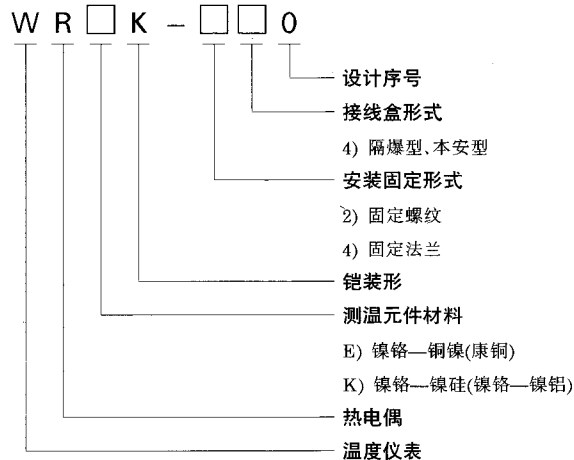 WR□K-□□0
设计序号
接线盒形式
4) 隔爆型、本安型
安装固定形式
2) 固定螺纹
4) 固定法兰
铠装形
测温元件材料
E) 镍铬—铜镍(康铜)
K) 镍铬—镍硅(镍铬—镍铝)
热电偶
温度仪表